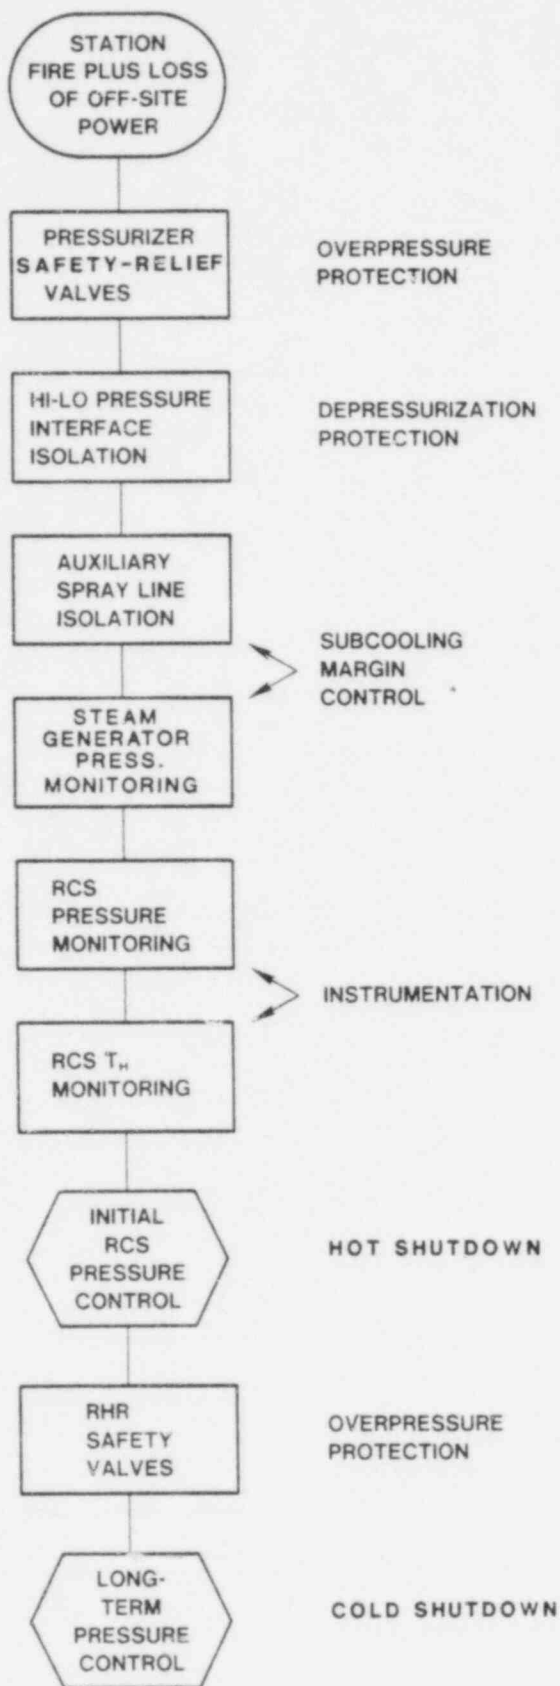 STATION
FIRE PLUS LOSS
OF OFF-SITE
POWER
PRESSURIZER
SAFETY-RELIEF
VALVES
OVERPRESSURE
PROTECTION
HI-LO PRESSURE
INTERFACE
ISOLATION
DEPRESSURIZATION
PROTECTION
AUXILIARY
SPRAY LINE
ISOLATION
SUBCOOLING
MARGIN
CONTROL
STEAM
GENERATOR
PRESS.
MONITORING
RCS
PRESSURE
MONITORING
INSTRUMENTATION
RCS TH
MONITORING
INITIAL
RCS
PRESSURE
CONTROL
HOT SHUTDOWN
RHR
SAFETY
VALVES
OVERPRESSURE
PROTECTION
LONG-
TERM
PRESSURE
CONTROL
COLD SHUTDOWN